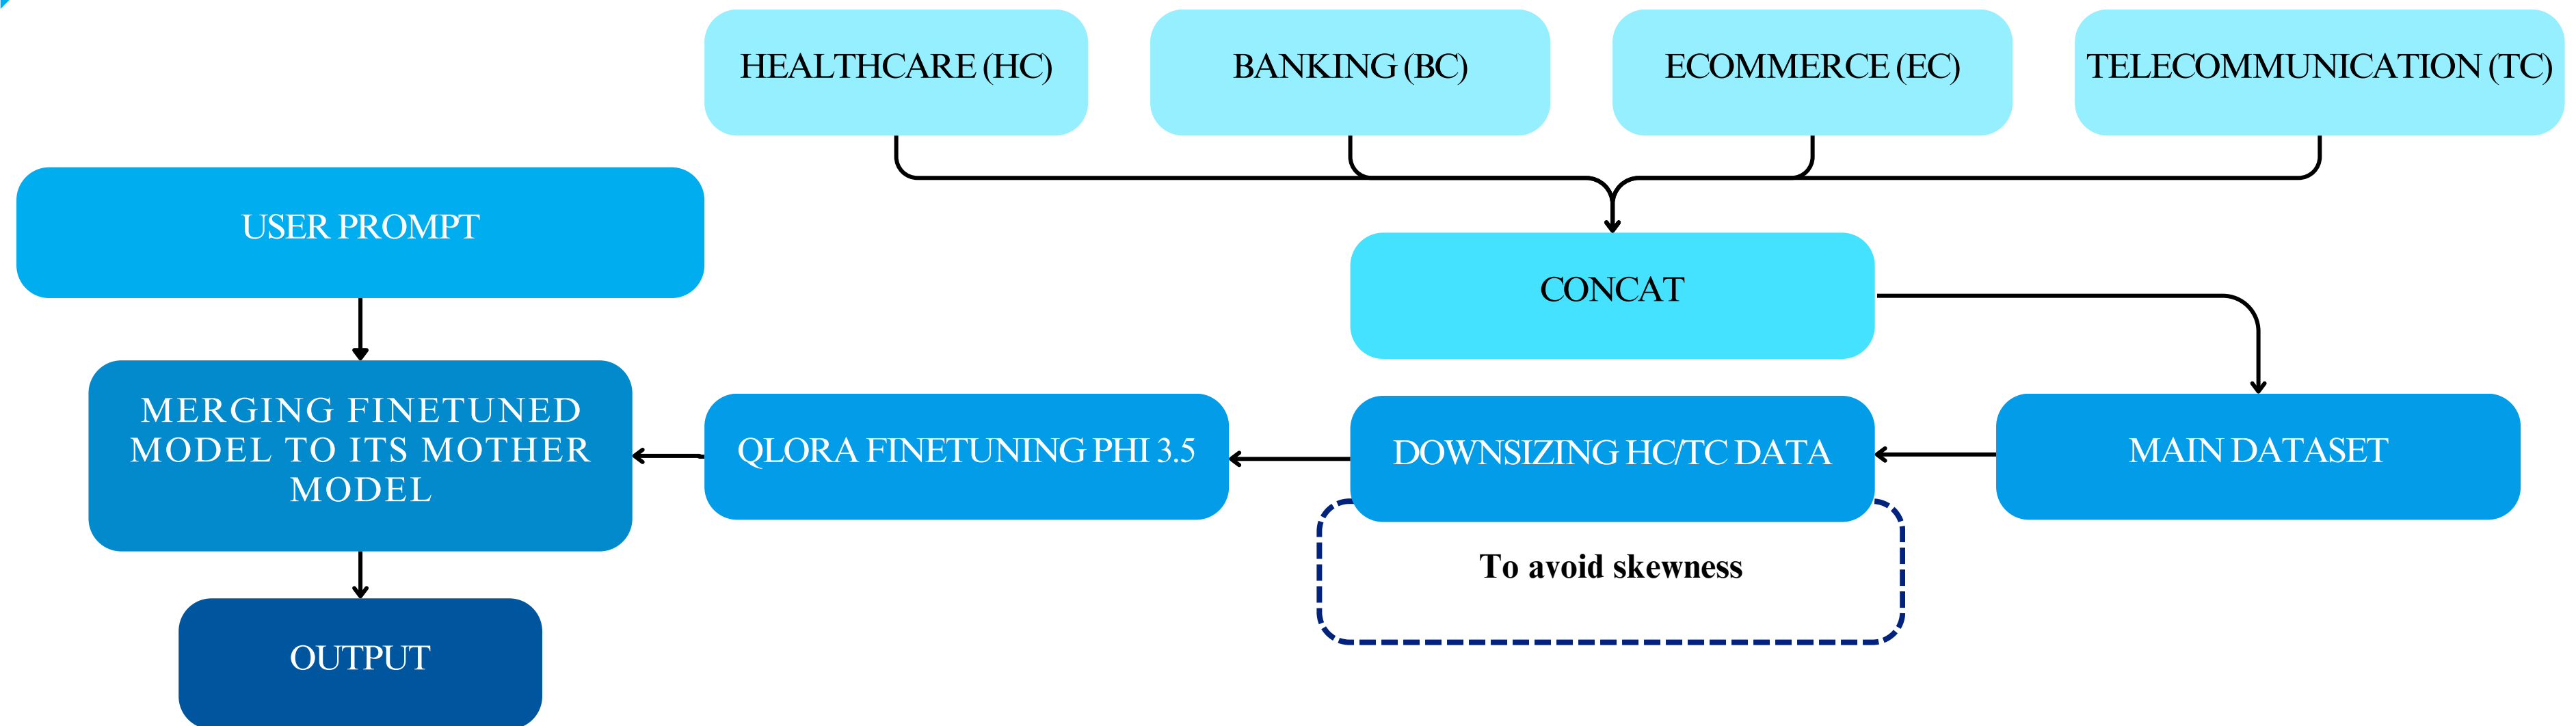 HEALTHCARE (HC)
BANKING (BC)
ECOMMERCE (EC)
TELECOMMUNICATION (TC)
USER PROMPT
CONCAT
MERGING FINETUNED
MODEL TO ITS MOTHER
MODEL
QLORA FINETUNING PHI 3.5
DOWNSIZING HC/TC DATA
MAIN DATASET
To avoid skewness
OUTPUT